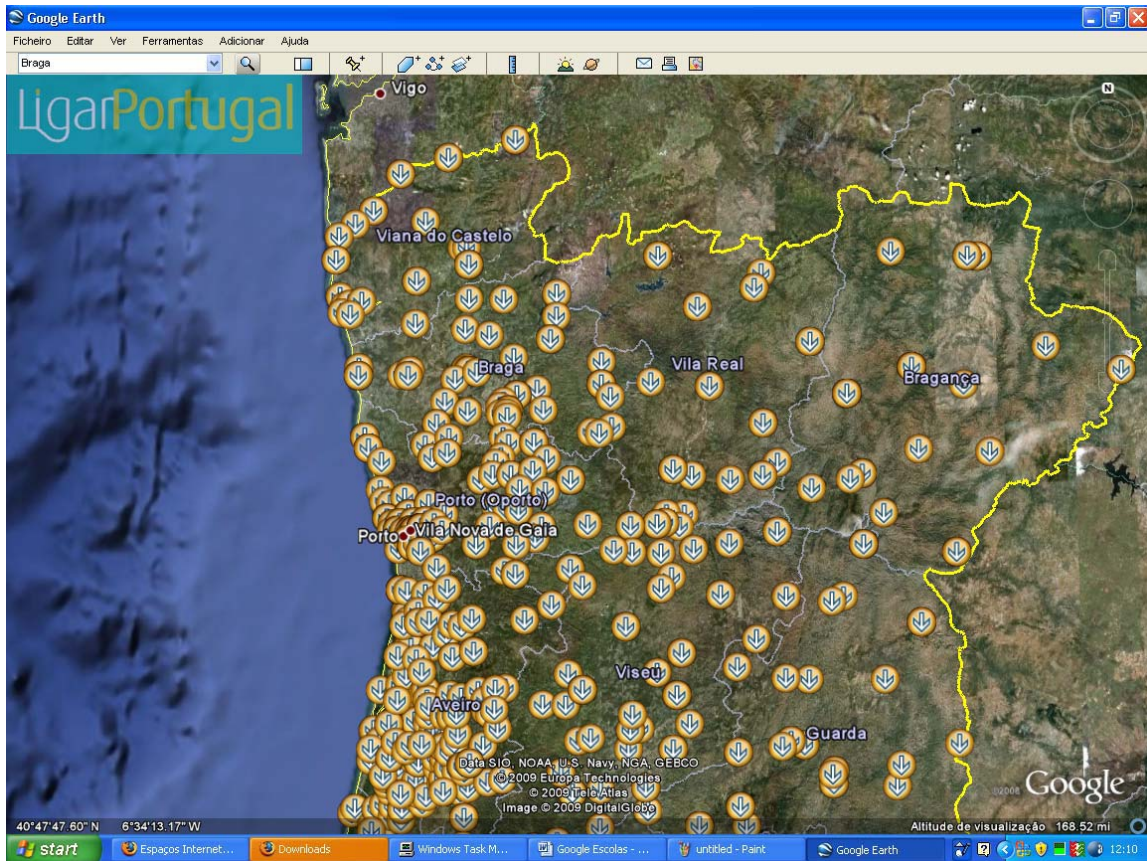 Google Earth
Ficheiro Editar Ver Ferramentas Adicionar Ajuda
Braga
LigarPortugal
N
Vigo
Viana do Castelo
Braga
Vila Real
Bragança
Porto (Oporto)
Vila Nova de Gaia
Porto
Viseu
Aveiro
Guarda
Data SIO, NOAA, U.S. Navy, NGA, GEBCO
© 2009 Europa Technologies
© 2009 Tele Atlas
Image © 2009 DigitalGlobe
©2008 Google
40°47'47.60" N 6°34'13.17" W
Altitude de visualização 168.52 mi
start
Espaços Internet...
Downloads
Windows Task M...
Google Escolas - ...
untitled - Paint
Google Earth
12:10